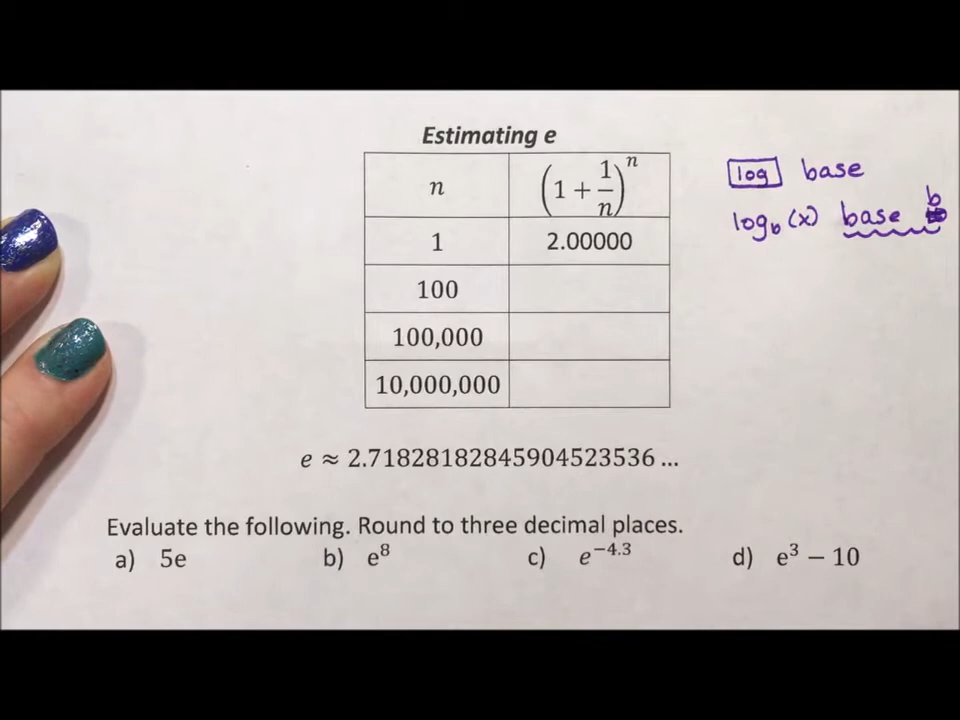 Estimating e
n (1 + 1/n)^n
1 2.00000
100
100,000
10,000,000
log base
log_b (x) base b
e ≈ 2.71828182845904523536 ...
Evaluate the following. Round to three decimal places.
a) 5e b) e^8 c) e^−4.3 d) e^3 − 10